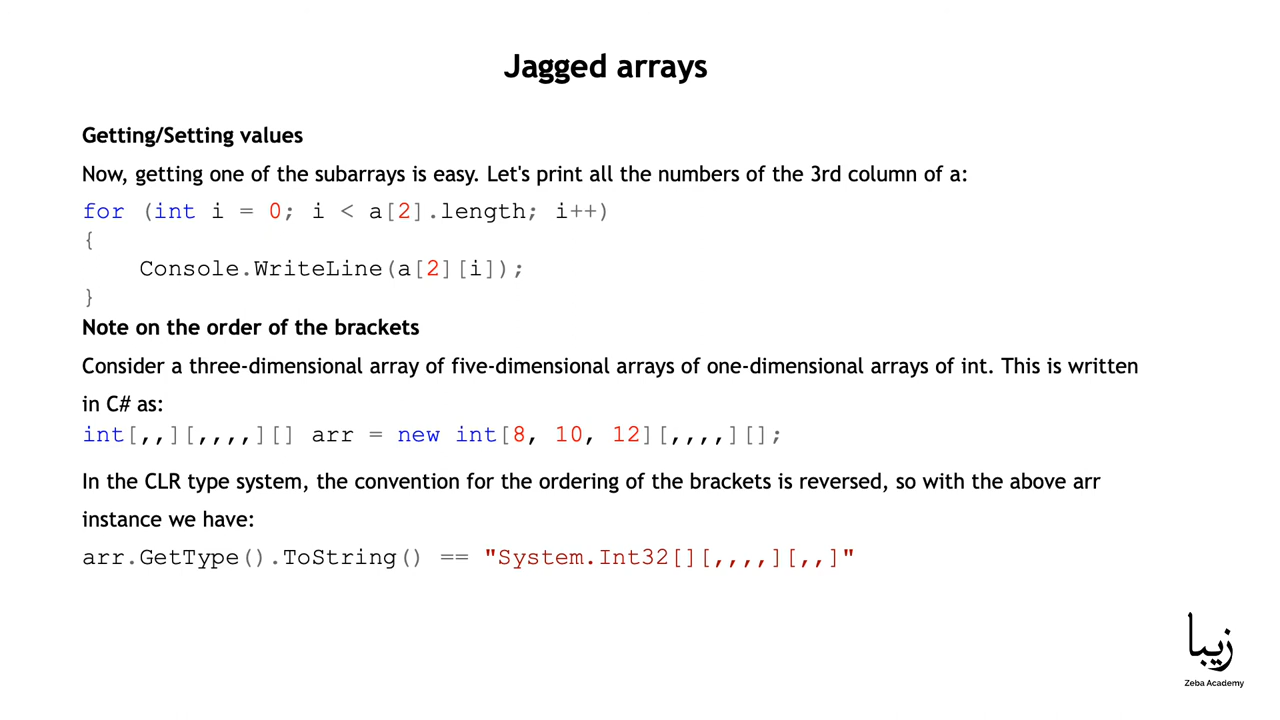 Jagged arrays
Getting/Setting values
Now, getting one of the subarrays is easy. Let's print all the numbers of the 3rd column of a:
for (int i = 0; i < a[2].length; i++)
{
    Console.WriteLine(a[2][i]);
}
Note on the order of the brackets
Consider a three-dimensional array of five-dimensional arrays of one-dimensional arrays of int. This is written
in C# as:
int[,,][,,,,][] arr = new int[8, 10, 12][,,,,][];
In the CLR type system, the convention for the ordering of the brackets is reversed, so with the above arr
instance we have:
arr.GetType().ToString() == "System.Int32[][,,,,][,,]"
زيبا
Zeba Academy